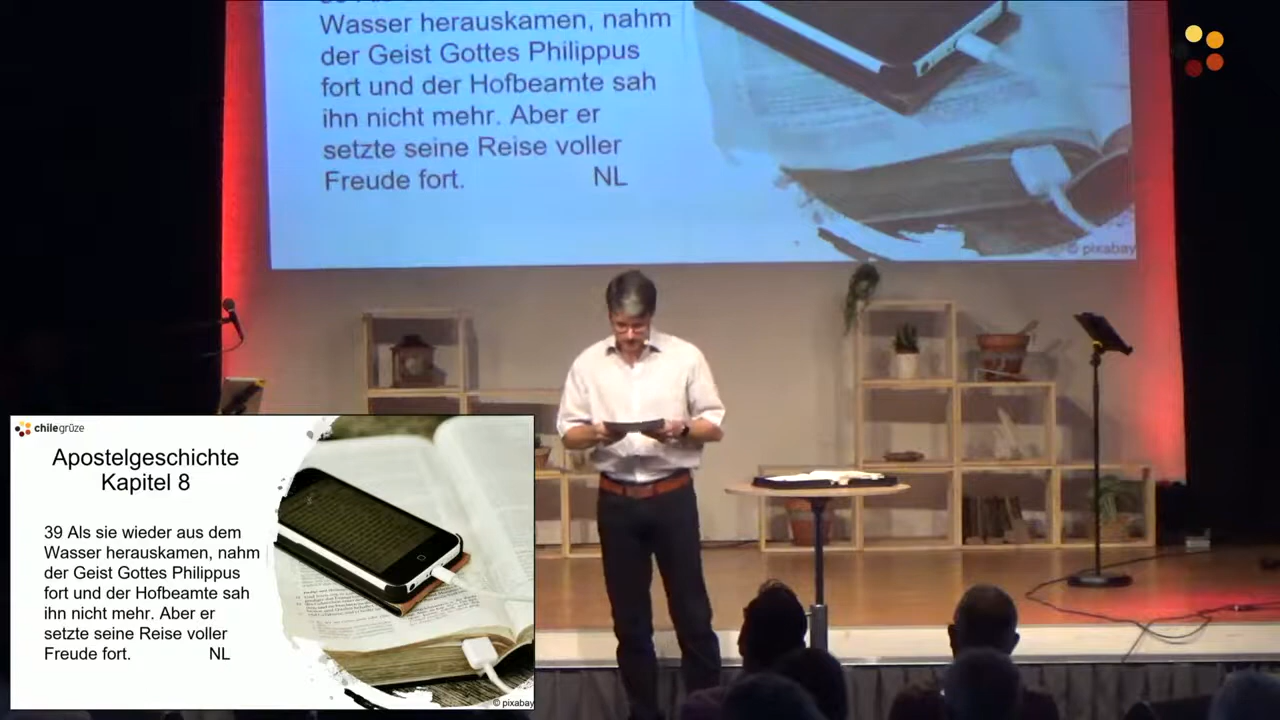 Wasser herauskamen, nahm
der Geist Gottes Philippus
fort und der Hofbeamte sah
ihn nicht mehr. Aber er
setzte seine Reise voller
Freude fort. NL
© pixabay
chilegrüze
Apostelgeschichte
Kapitel 8
39 Als sie wieder aus dem
Wasser herauskamen, nahm
der Geist Gottes Philippus
fort und der Hofbeamte sah
ihn nicht mehr. Aber er
setzte seine Reise voller
Freude fort. NL
© pixabay